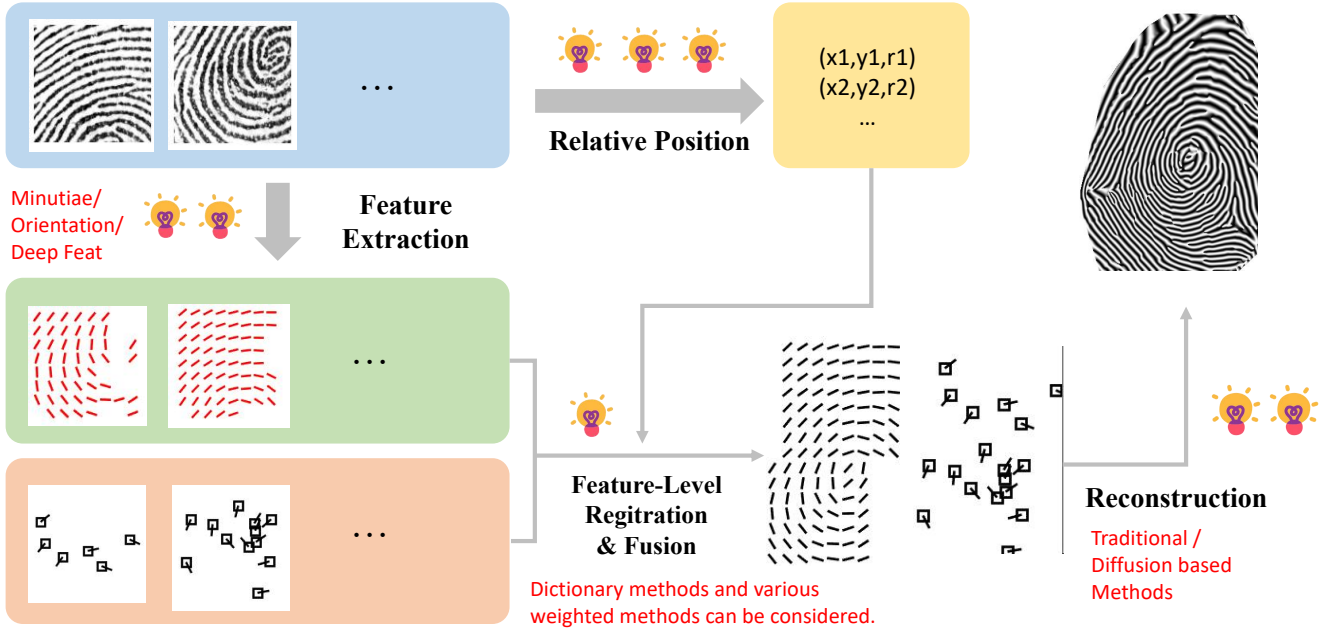 ...
(x1,y1,r1)
(x2,y2,r2)
...
Relative Position
Minutiae/
Orientation/
Deep Feat
Feature
Extraction
...
...
Feature-Level
Regitration
& Fusion
Dictionary methods and various
weighted methods can be considered.
Reconstruction
Traditional /
Diffusion based
Methods